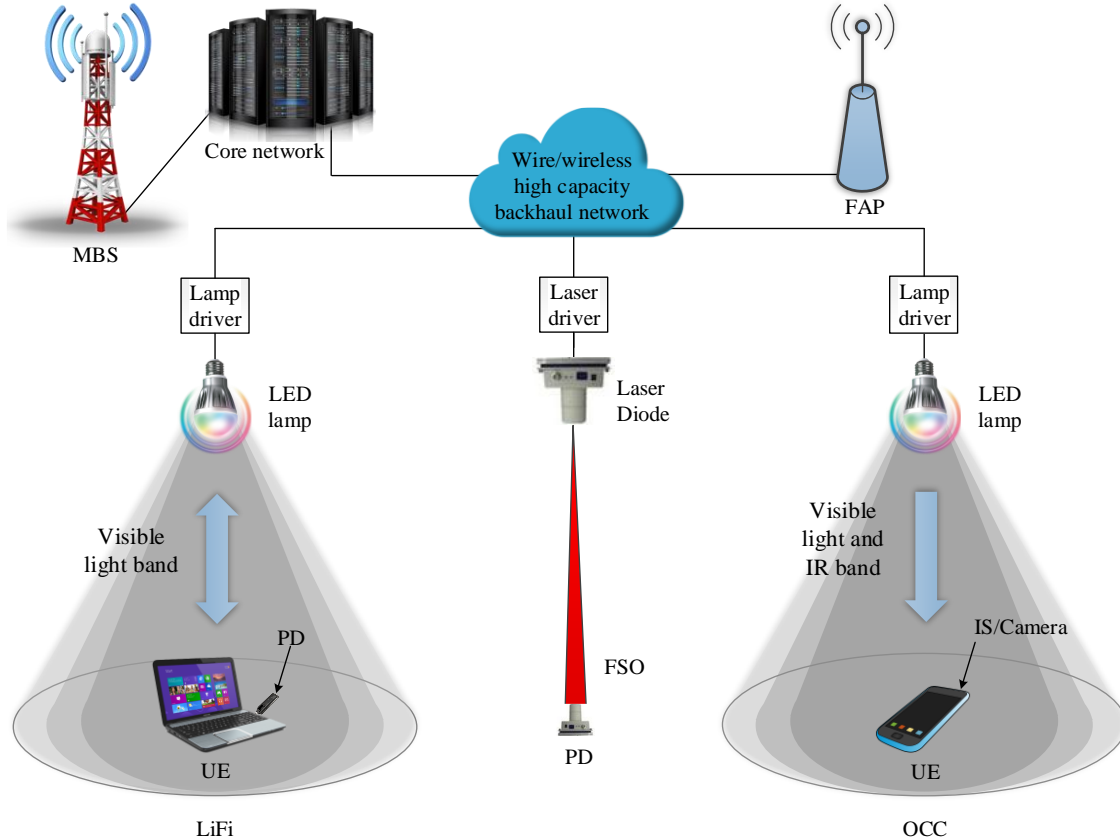 Core network
Wire/wireless
high capacity
backhaul network
MBS
FAP
Lamp
driver
Laser
driver
Lamp
driver
LED
lamp
Laser
Diode
LED
lamp
Visible
light band
Visible
light and
IR band
PD
IS/Camera
FSO
UE
PD
UE
LiFi
OCC